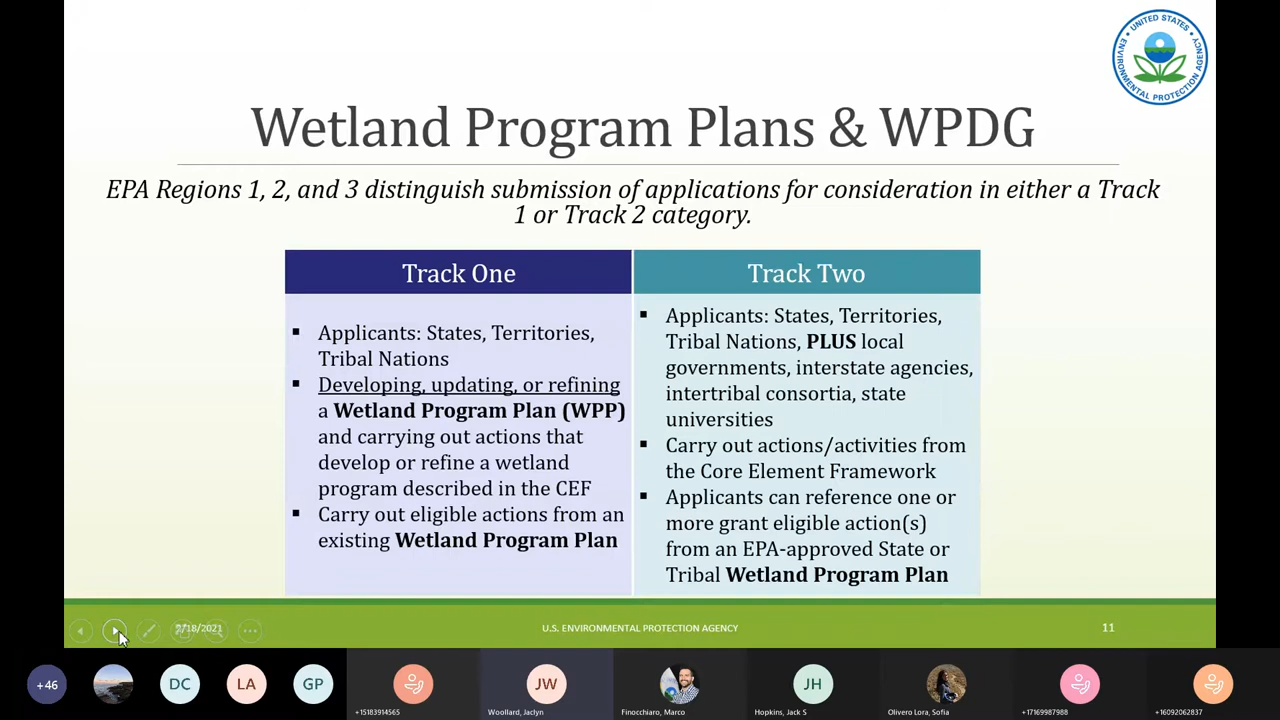 UNITED STATES
ENVIRONMENTAL PROTECTION AGENCY
Wetland Program Plans & WPDG
EPA Regions 1, 2, and 3 distinguish submission of applications for consideration in either a Track
1 or Track 2 category.
Track One
▪ Applicants: States, Territories,
Tribal Nations
▪ Developing, updating, or refining
a Wetland Program Plan (WPP)
and carrying out actions that
develop or refine a wetland
program described in the CEF
▪ Carry out eligible actions from an
existing Wetland Program Plan
Track Two
▪ Applicants: States, Territories,
Tribal Nations, PLUS local
governments, interstate agencies,
intertribal consortia, state
universities
▪ Carry out actions/activities from
the Core Element Framework
▪ Applicants can reference one or
more grant eligible action(s)
from an EPA-approved State or
Tribal Wetland Program Plan
/18/2021
U.S. ENVIRONMENTAL PROTECTION AGENCY
11
+46
DC
LA
GP
+15183914565
JW
Woollard, Jaclyn
Finocchiaro, Marco
JH
Hopkins, Jack S
Olivero Lora, Sofia
+17169987988
+16092062837